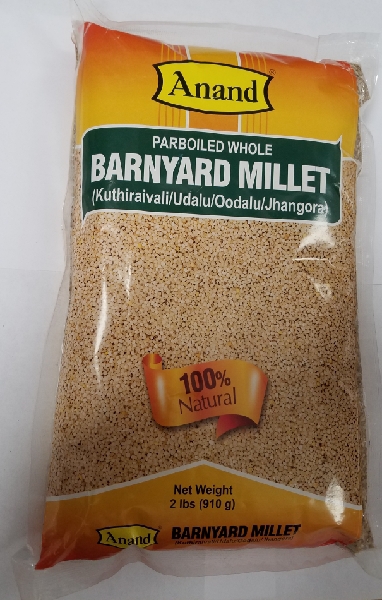 Anand
PARBOILED WHOLE
BARNYARD MILLET
(Kuthiraivali/Udalu/Oodalu/Jhangora)
100%
Natural
Net Weight
2 lbs (910 g)
Anand BARNYARD MILLET